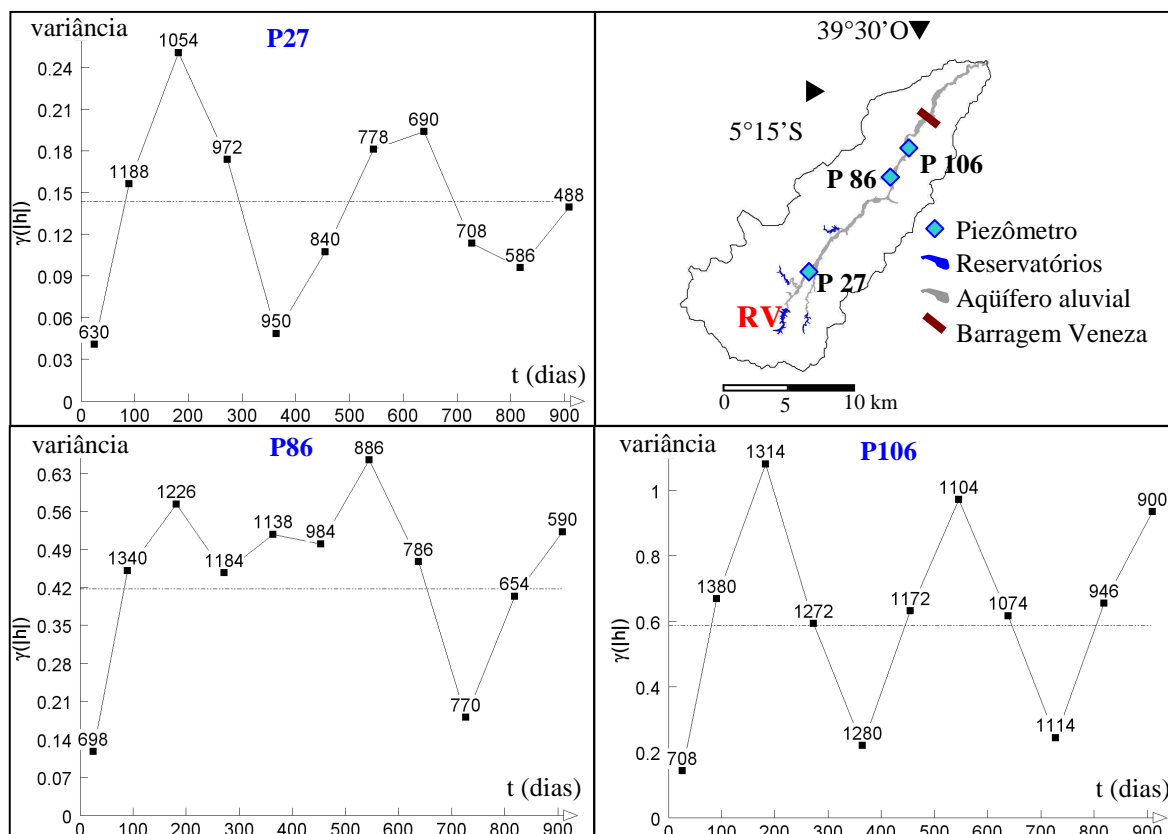 variância
P27
0.24
0.21
0.18
0.15
0.12
0.09
0.06
0.03
0
γ(|h|)
630
1188
1054
972
950
840
778
690
708
586
488
t (dias)
0 100 200 300 400 500 600 700 800 900
39°30'O
5°15'S
P 106
P 86
P 27
RV
Piezômetro
Reservatórios
Aqüífero aluvial
Barragem Veneza
0 5 10 km
variância
P86
0.63
0.56
0.49
0.42
0.35
0.28
0.21
0.14
0.07
0
γ(|h|)
698
1340
1226
1184
1138
984
886
786
770
654
590
t (dias)
0 100 200 300 400 500 600 700 800 900
variância
P106
1
0.8
0.6
0.4
0.2
0
γ(|h|)
708
1380
1314
1272
1280
1172
1104
1074
1114
946
900
t (dias)
0 100 200 300 400 500 600 700 800 900